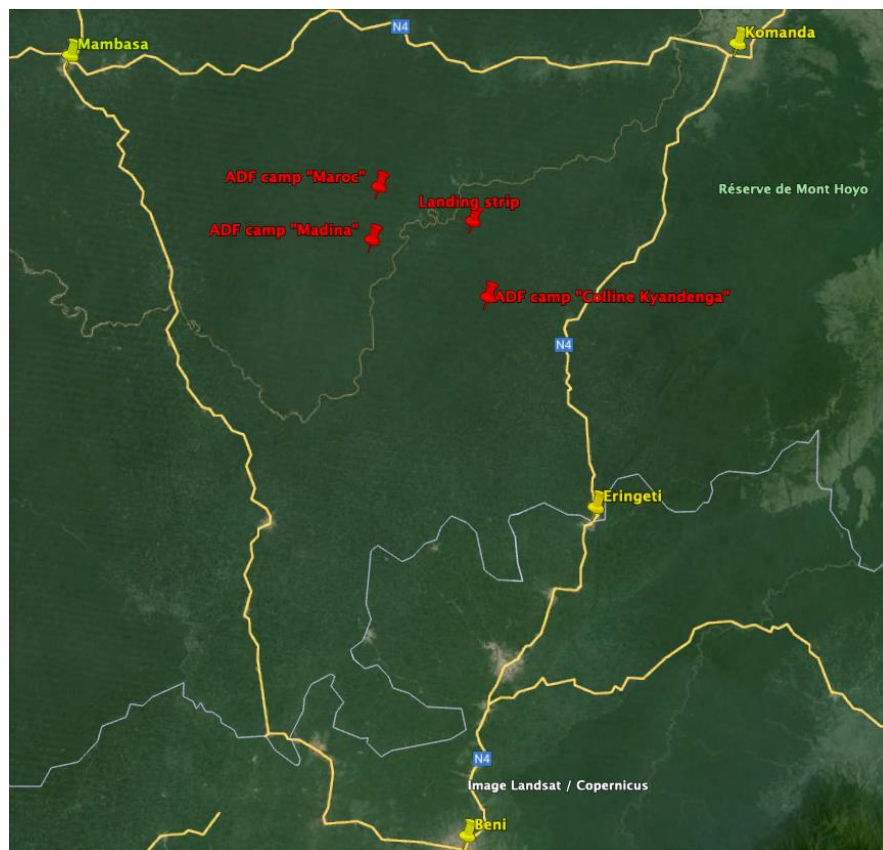 N4
Mambasa
Komanda
ADF camp "Maroc"
Réserve de Mont Hoyo
Landing strip
ADF camp "Madina"
ADF camp "Colline Kyandenga"
N4
Eringeti
N4
Image Landsat / Copernicus
Beni